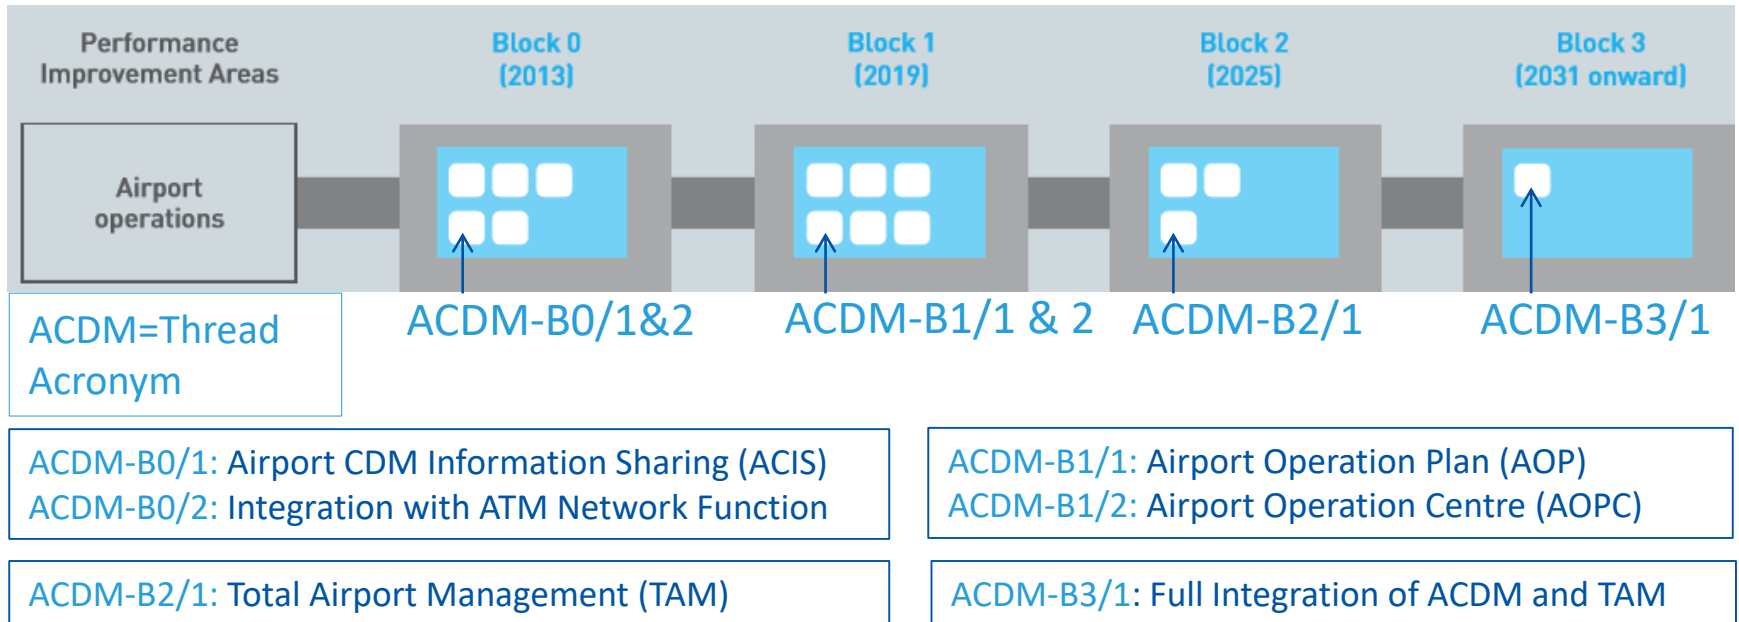 Performance
Improvement Areas
Block 0
(2013)
Block 1
(2019)
Block 2
(2025)
Block 3
(2031 onward)
Airport
operations
ACDM=Thread
Acronym
ACDM-B0/1&2
ACDM-B1/1 & 2
ACDM-B2/1
ACDM-B3/1
ACDM-B0/1: Airport CDM Information Sharing (ACIS)
ACDM-B0/2: Integration with ATM Network Function
ACDM-B1/1: Airport Operation Plan (AOP)
ACDM-B1/2: Airport Operation Centre (AOPC)
ACDM-B2/1: Total Airport Management (TAM)
ACDM-B3/1: Full Integration of ACDM and TAM